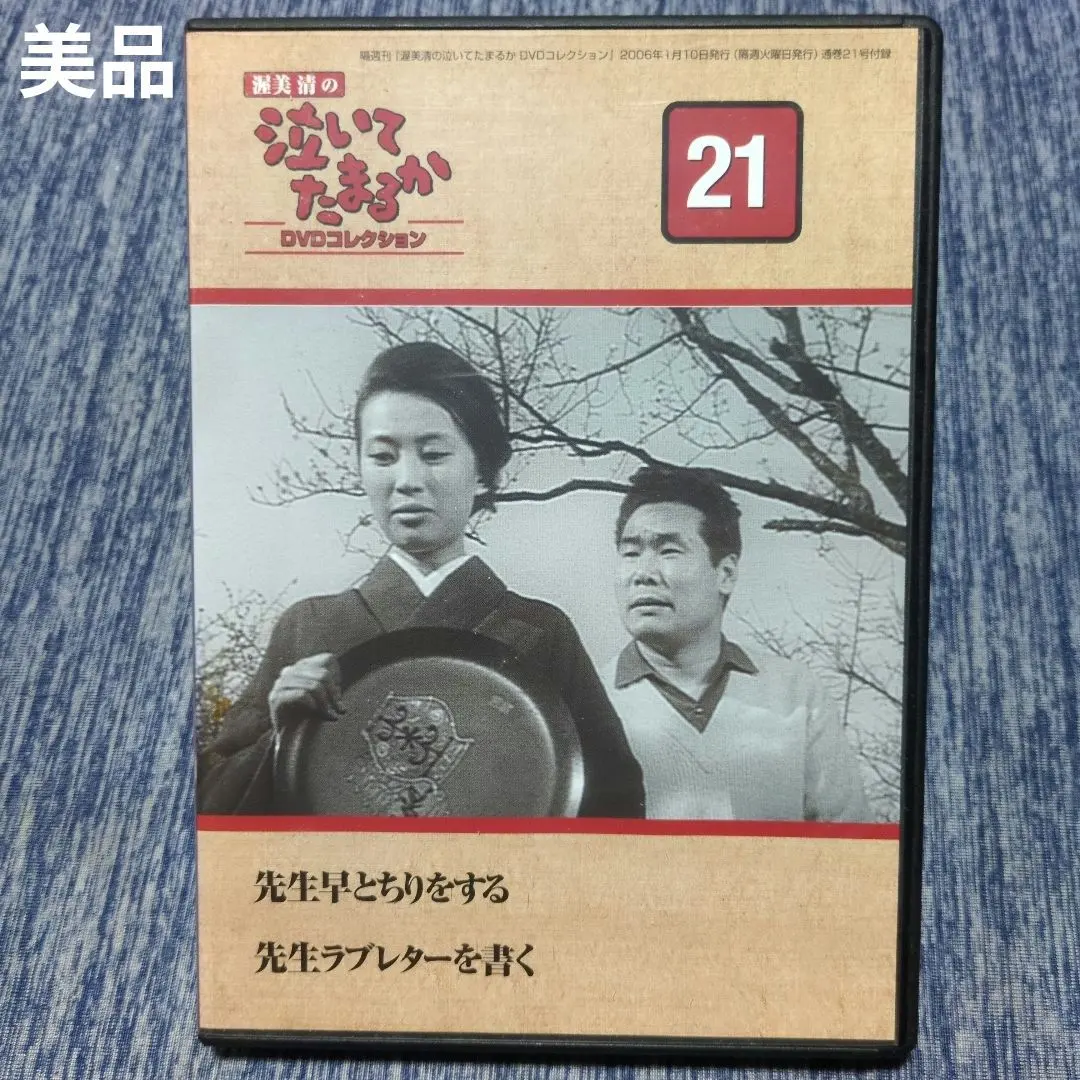 美品
隔週刊「渥美清の泣いてたまるか DVDコレクション」2006年1月10日発行（隔週火曜日発行）通巻21号付録
渥美清の
泣いて
たまるか
DVDコレクション
21
先生早とちりをする
先生ラブレターを書く